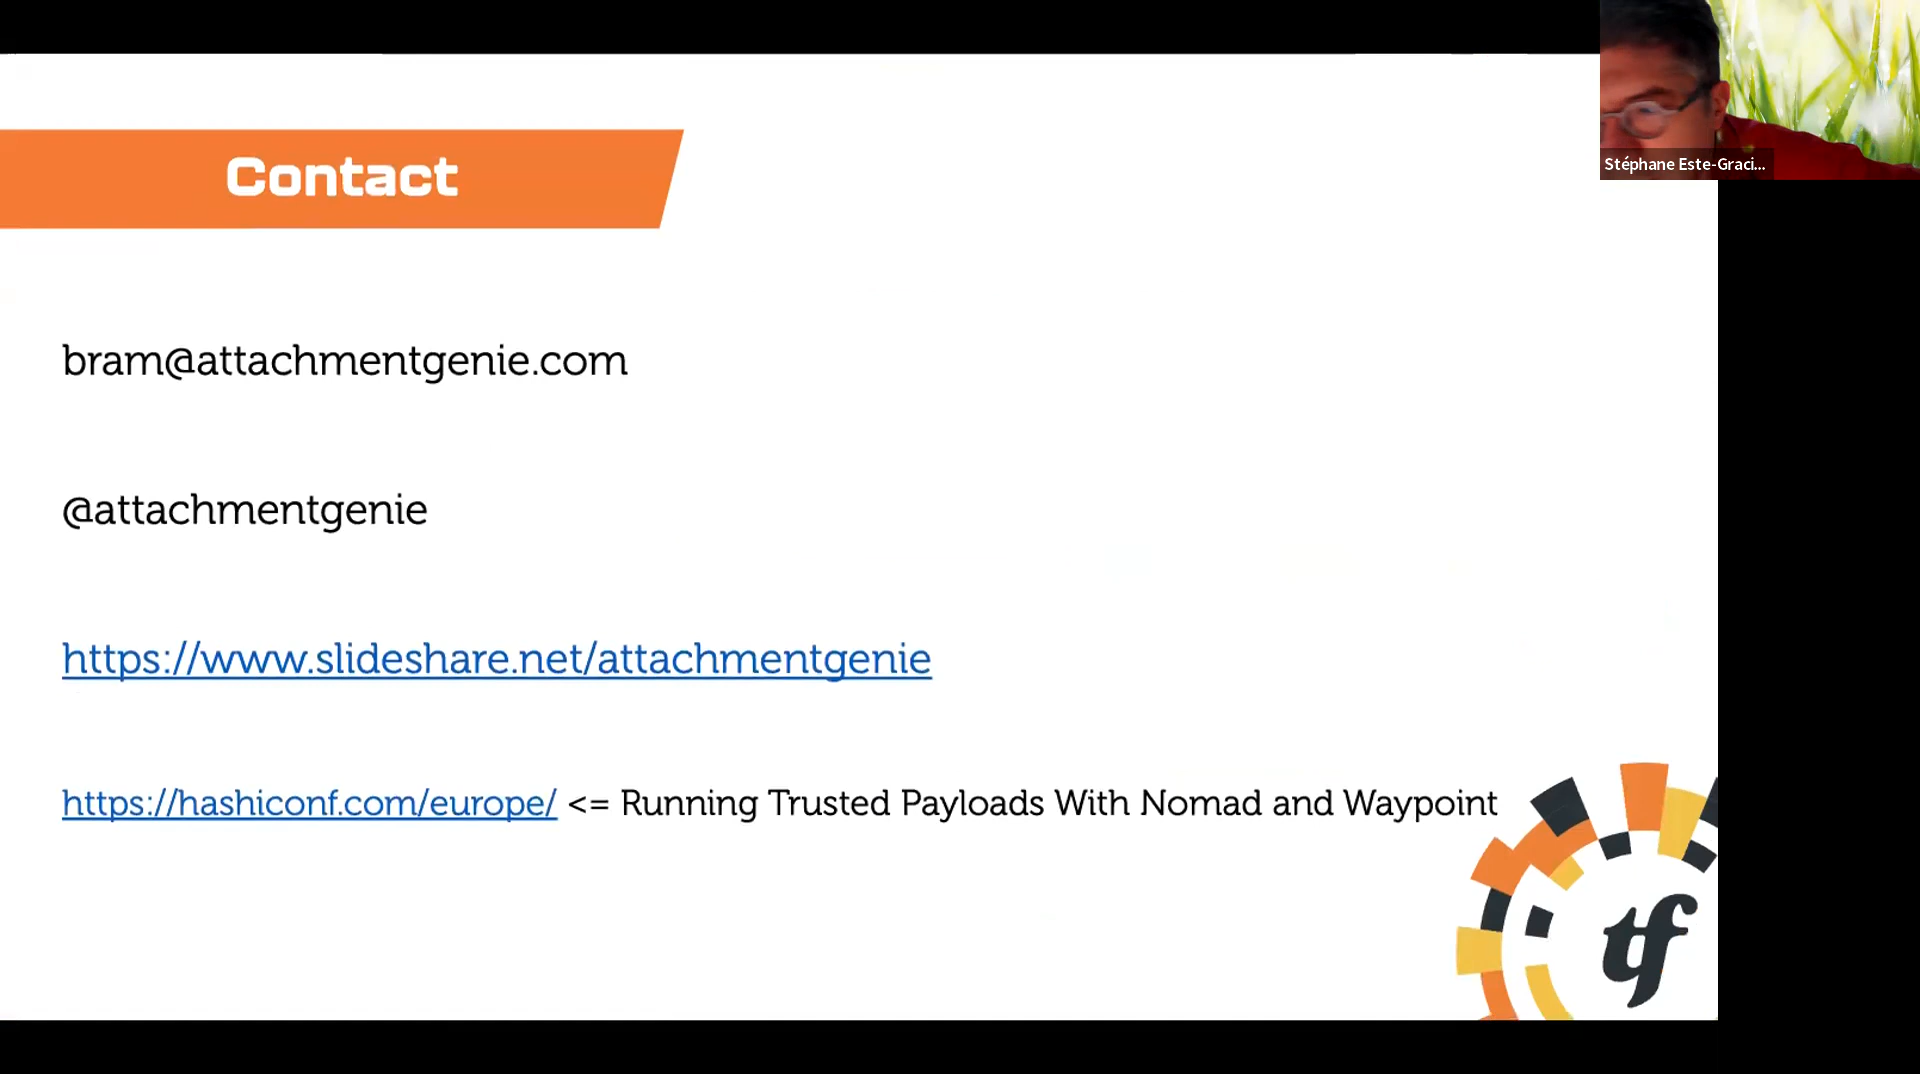 Contact
Stéphane Este-Graci...
bram@attachmentgenie.com
@attachmentgenie
https://www.slideshare.net/attachmentgenie
https://hashiconf.com/europe/ <= Running Trusted Payloads With Nomad and Waypoint
tf